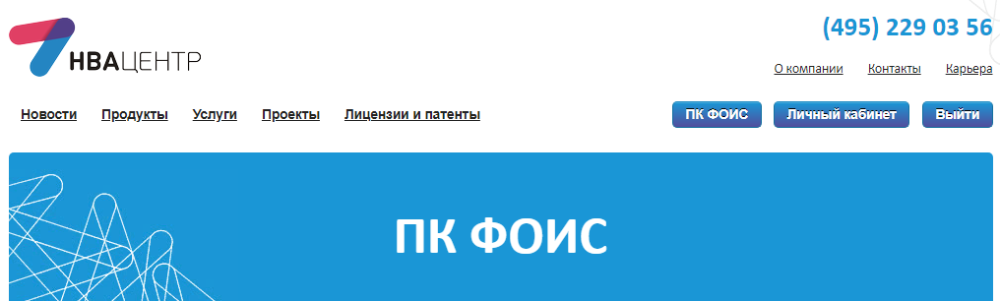 (495) 229 03 56
НВАЦЕНТР
О компании Контакты Карьера
Новости Продукты Услуги Проекты Лицензии и патенты ПК ФОИС Личный кабинет Выйти
ПК ФОИС